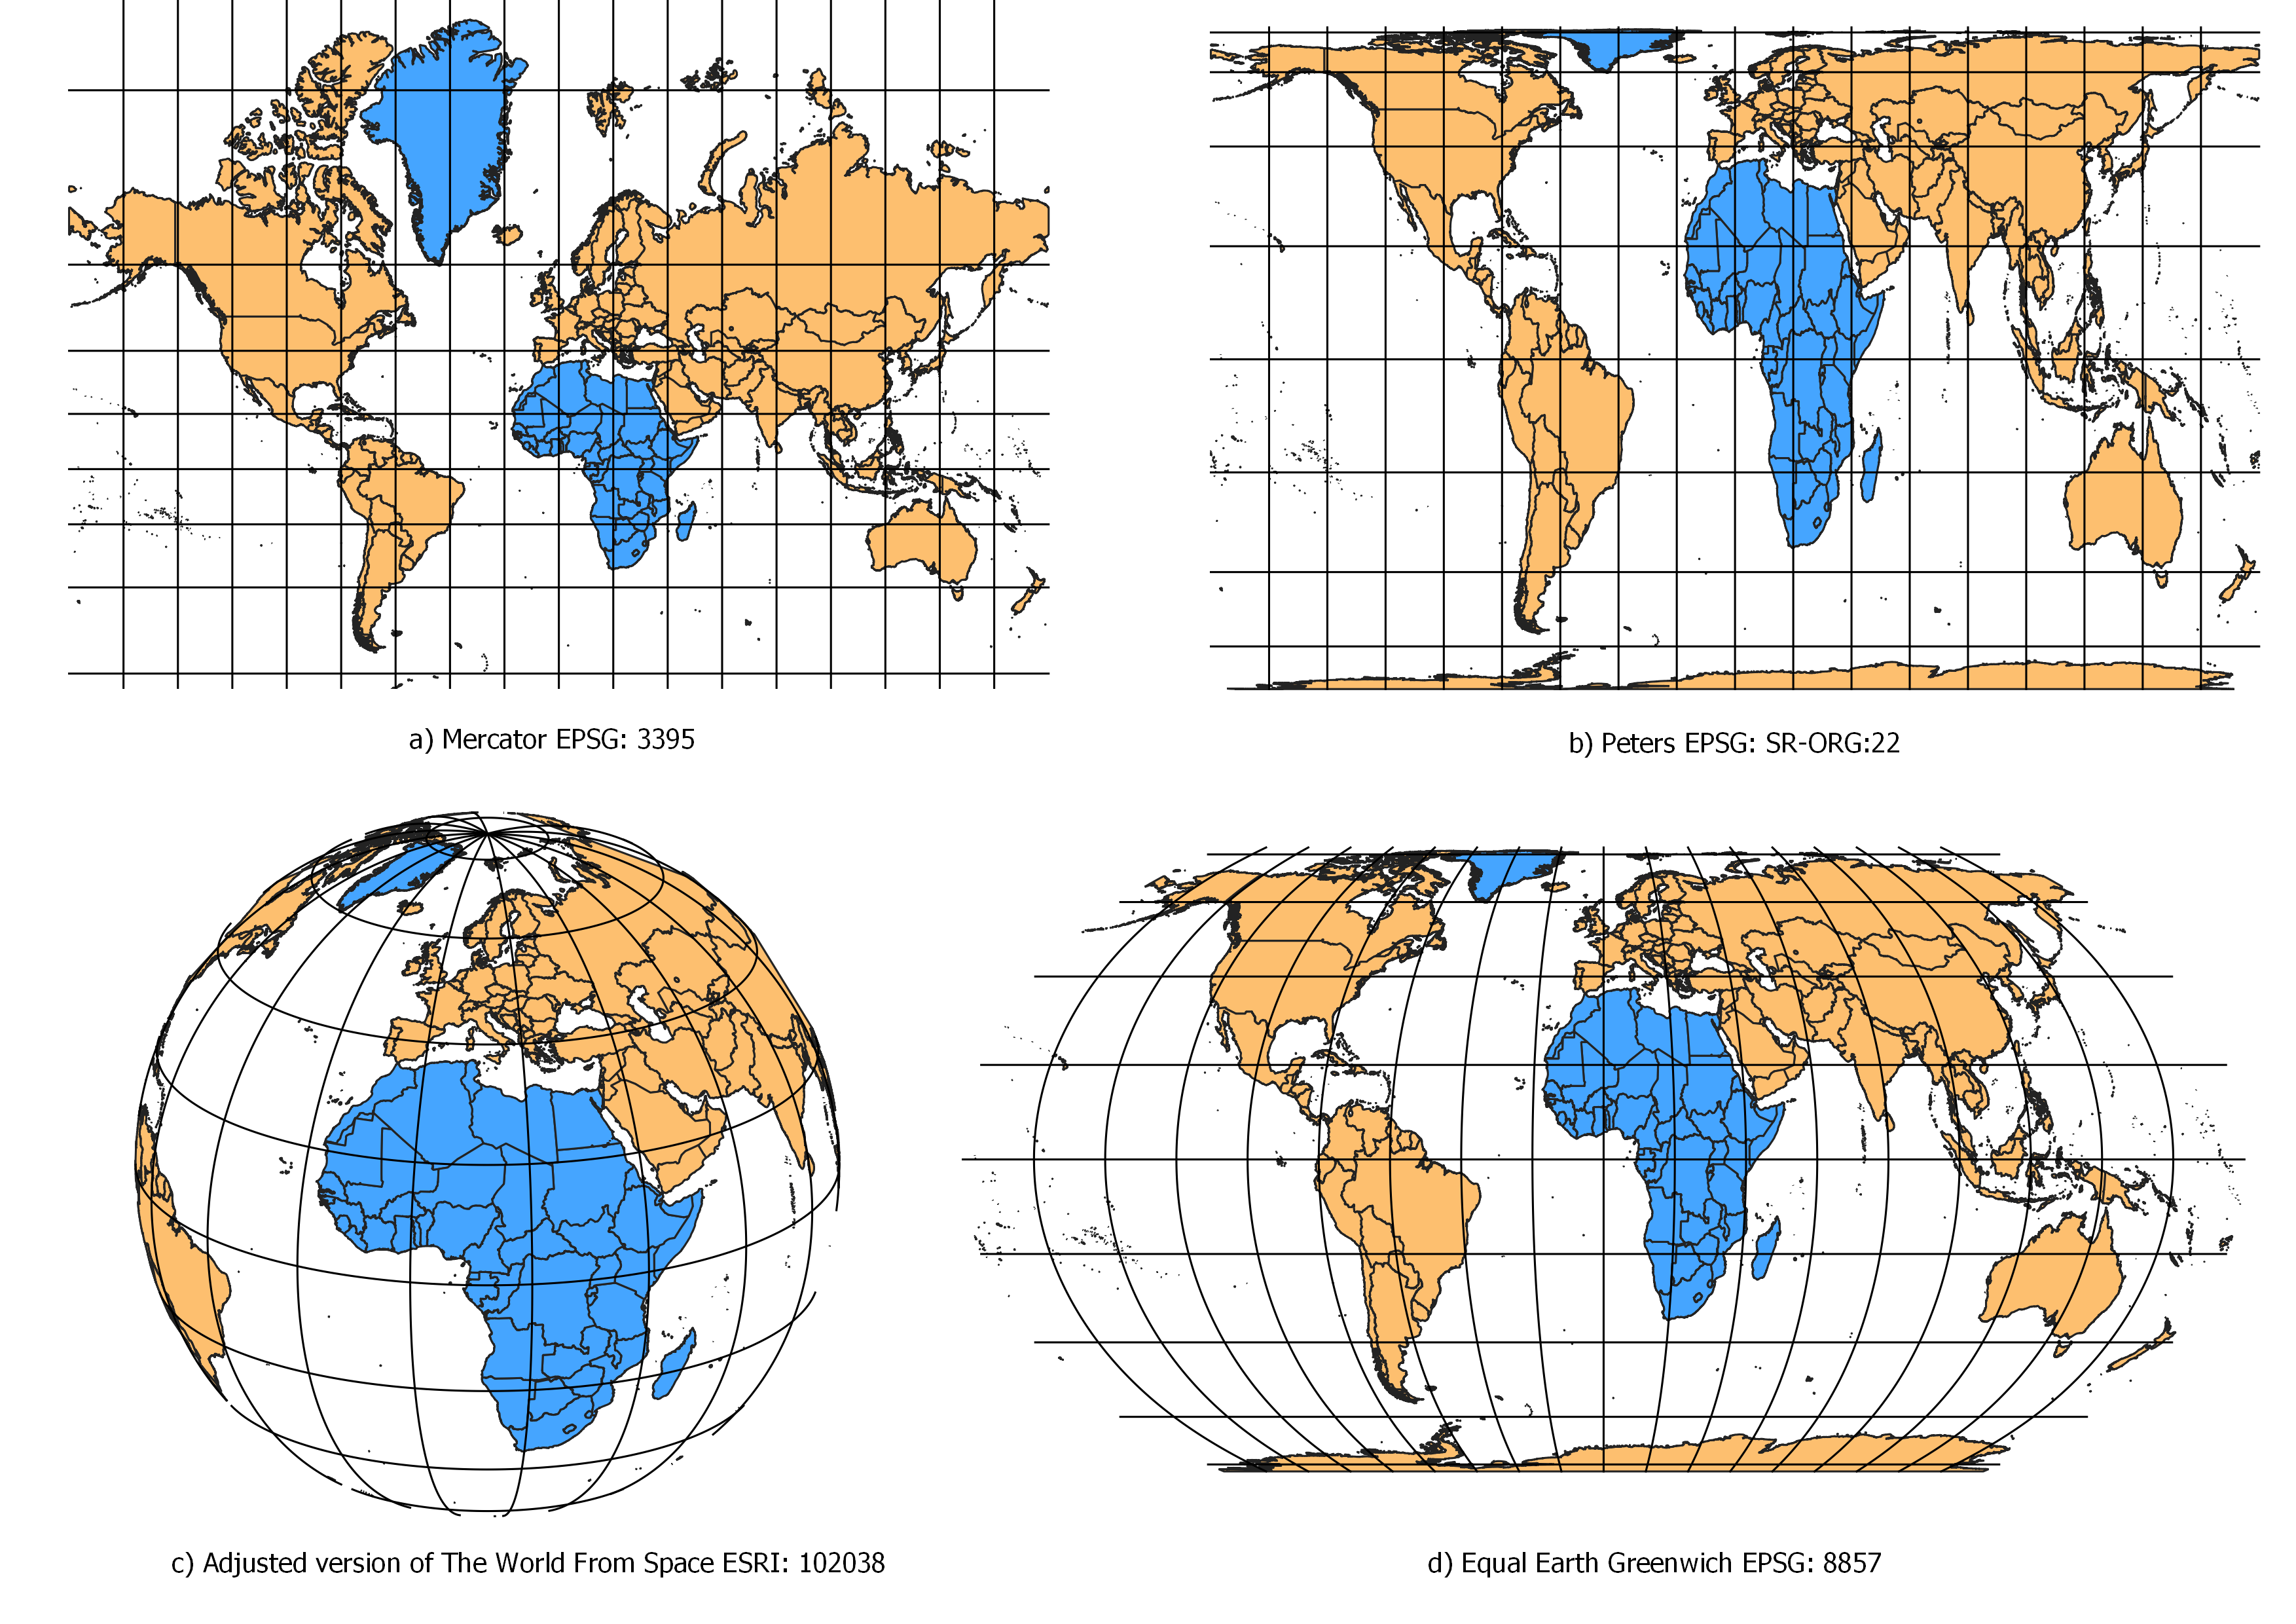 a) Mercator EPSG: 3395
b) Peters EPSG: SR-ORG:22
c) Adjusted version of The World From Space ESRI: 102038
d) Equal Earth Greenwich EPSG: 8857